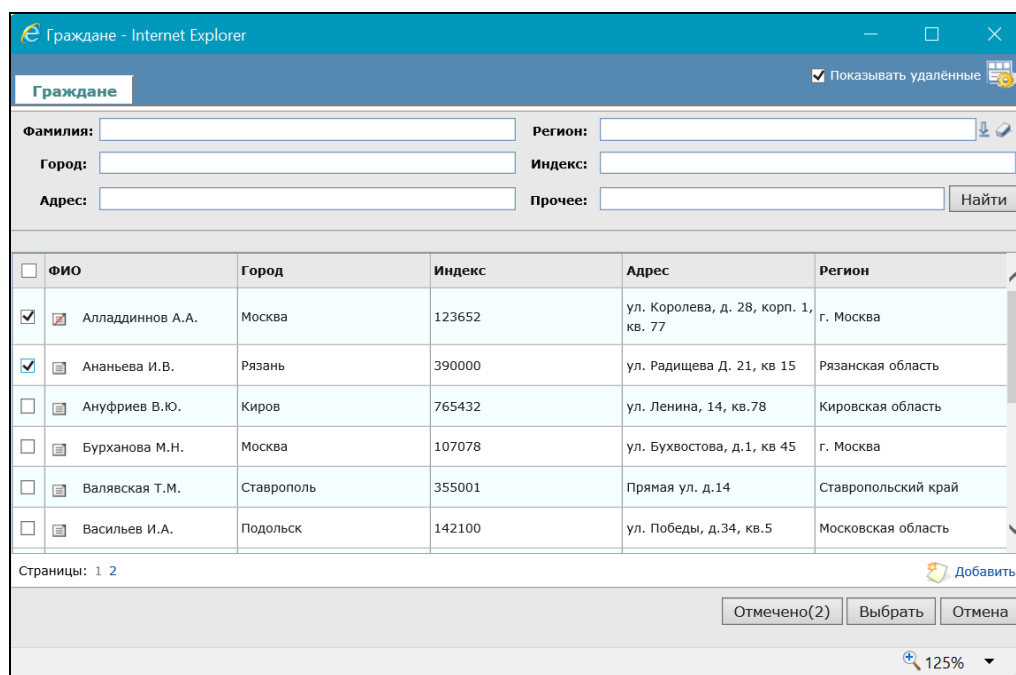 Граждане - Internet Explorer
Показывать удалённые
Граждане
Фамилия: Регион:
Город: Индекс:
Адрес: Прочее: Найти
ФИО Город Индекс Адрес Регион
Алладдиннов А.А. Москва 123652 ул. Королева, д. 28, корп. 1, кв. 77 г. Москва
Ананьева И.В. Рязань 390000 ул. Радищева Д. 21, кв 15 Рязанская область
Ануфриев В.Ю. Киров 765432 ул. Ленина, 14, кв.78 Кировская область
Бурханова М.Н. Москва 107078 ул. Бухвостова, д.1, кв 45 г. Москва
Валявская Т.М. Ставрополь 355001 Прямая ул. д.14 Ставропольский край
Васильев И.А. Подольск 142100 ул. Победы, д.34, кв.5 Московская область
Страницы: 1 2 Добавить
Отмечено(2) Выбрать Отмена
125%